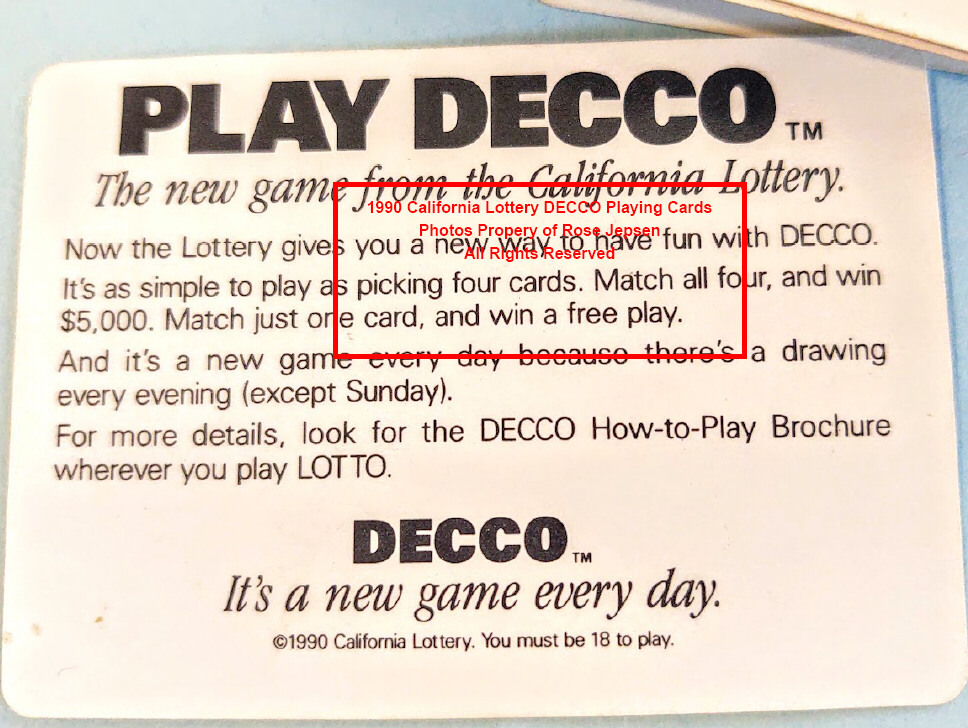 PLAY DECCO TM
The new game from the California Lottery.
1990 California Lottery DECCO Playing Cards
Photos Propery of Rose Jepsen
All Rights Reserved
Now the Lottery gives you a new way to have fun with DECCO.
It's as simple to play as picking four cards. Match all four, and win
$5,000. Match just one card, and win a free play.
And it's a new game every day because there's a drawing
every evening (except Sunday).
For more details, look for the DECCO How-to-Play Brochure
wherever you play LOTTO.
DECCO TM
It's a new game every day.
©1990 California Lottery. You must be 18 to play.